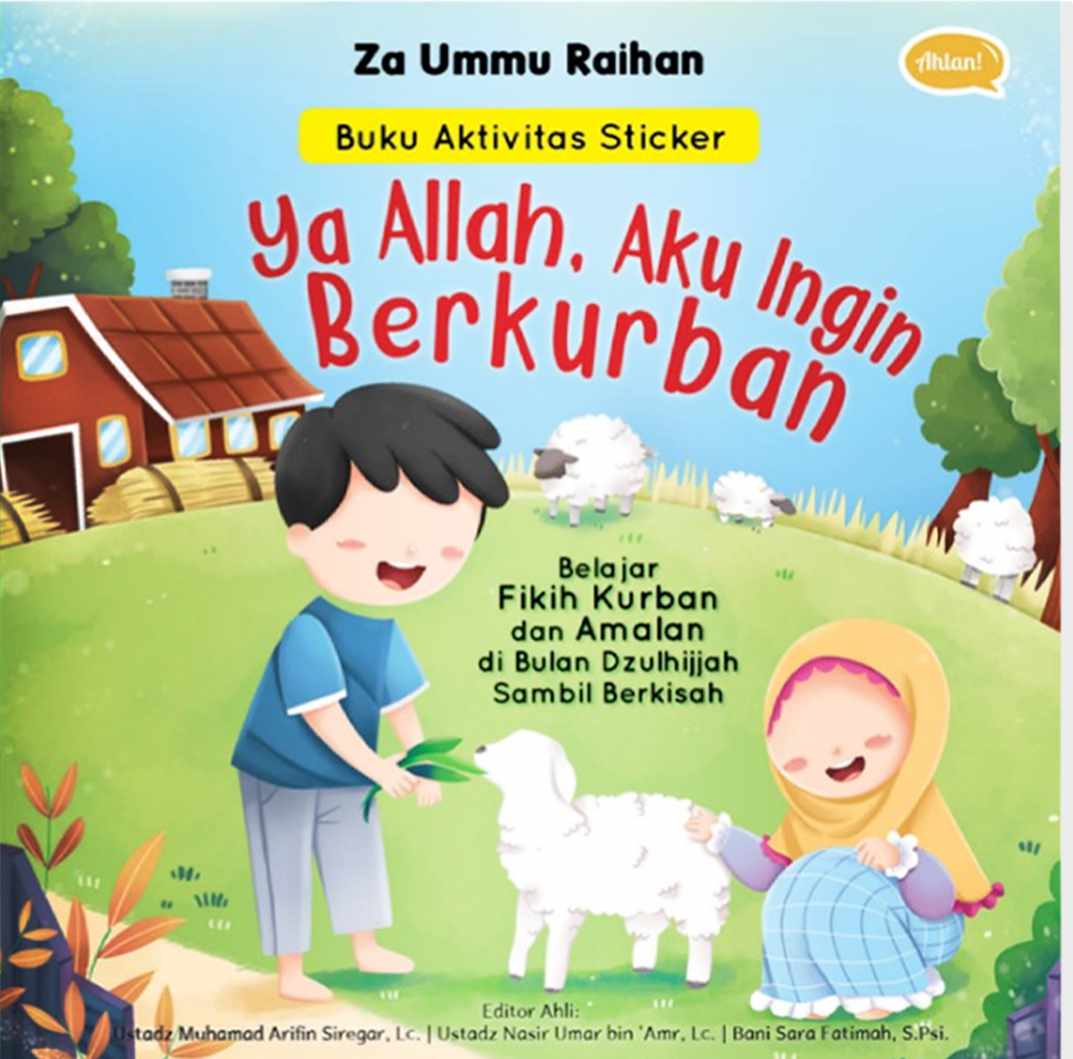 Za Ummu Raihan
Ahlan!
Buku Aktivitas Sticker
Ya Allah, Aku Ingin
Berkurban
Belajar
Fikih Kurban
dan Amalan
di Bulan Dzulhijjah
Sambil Berkisah
Editor Ahli:
Ustadz Muhamad Arifin Siregar, Lc. | Ustadz Nasir Umar bin 'Amr, Lc. | Bani Sara Fatimah, S.Psi.